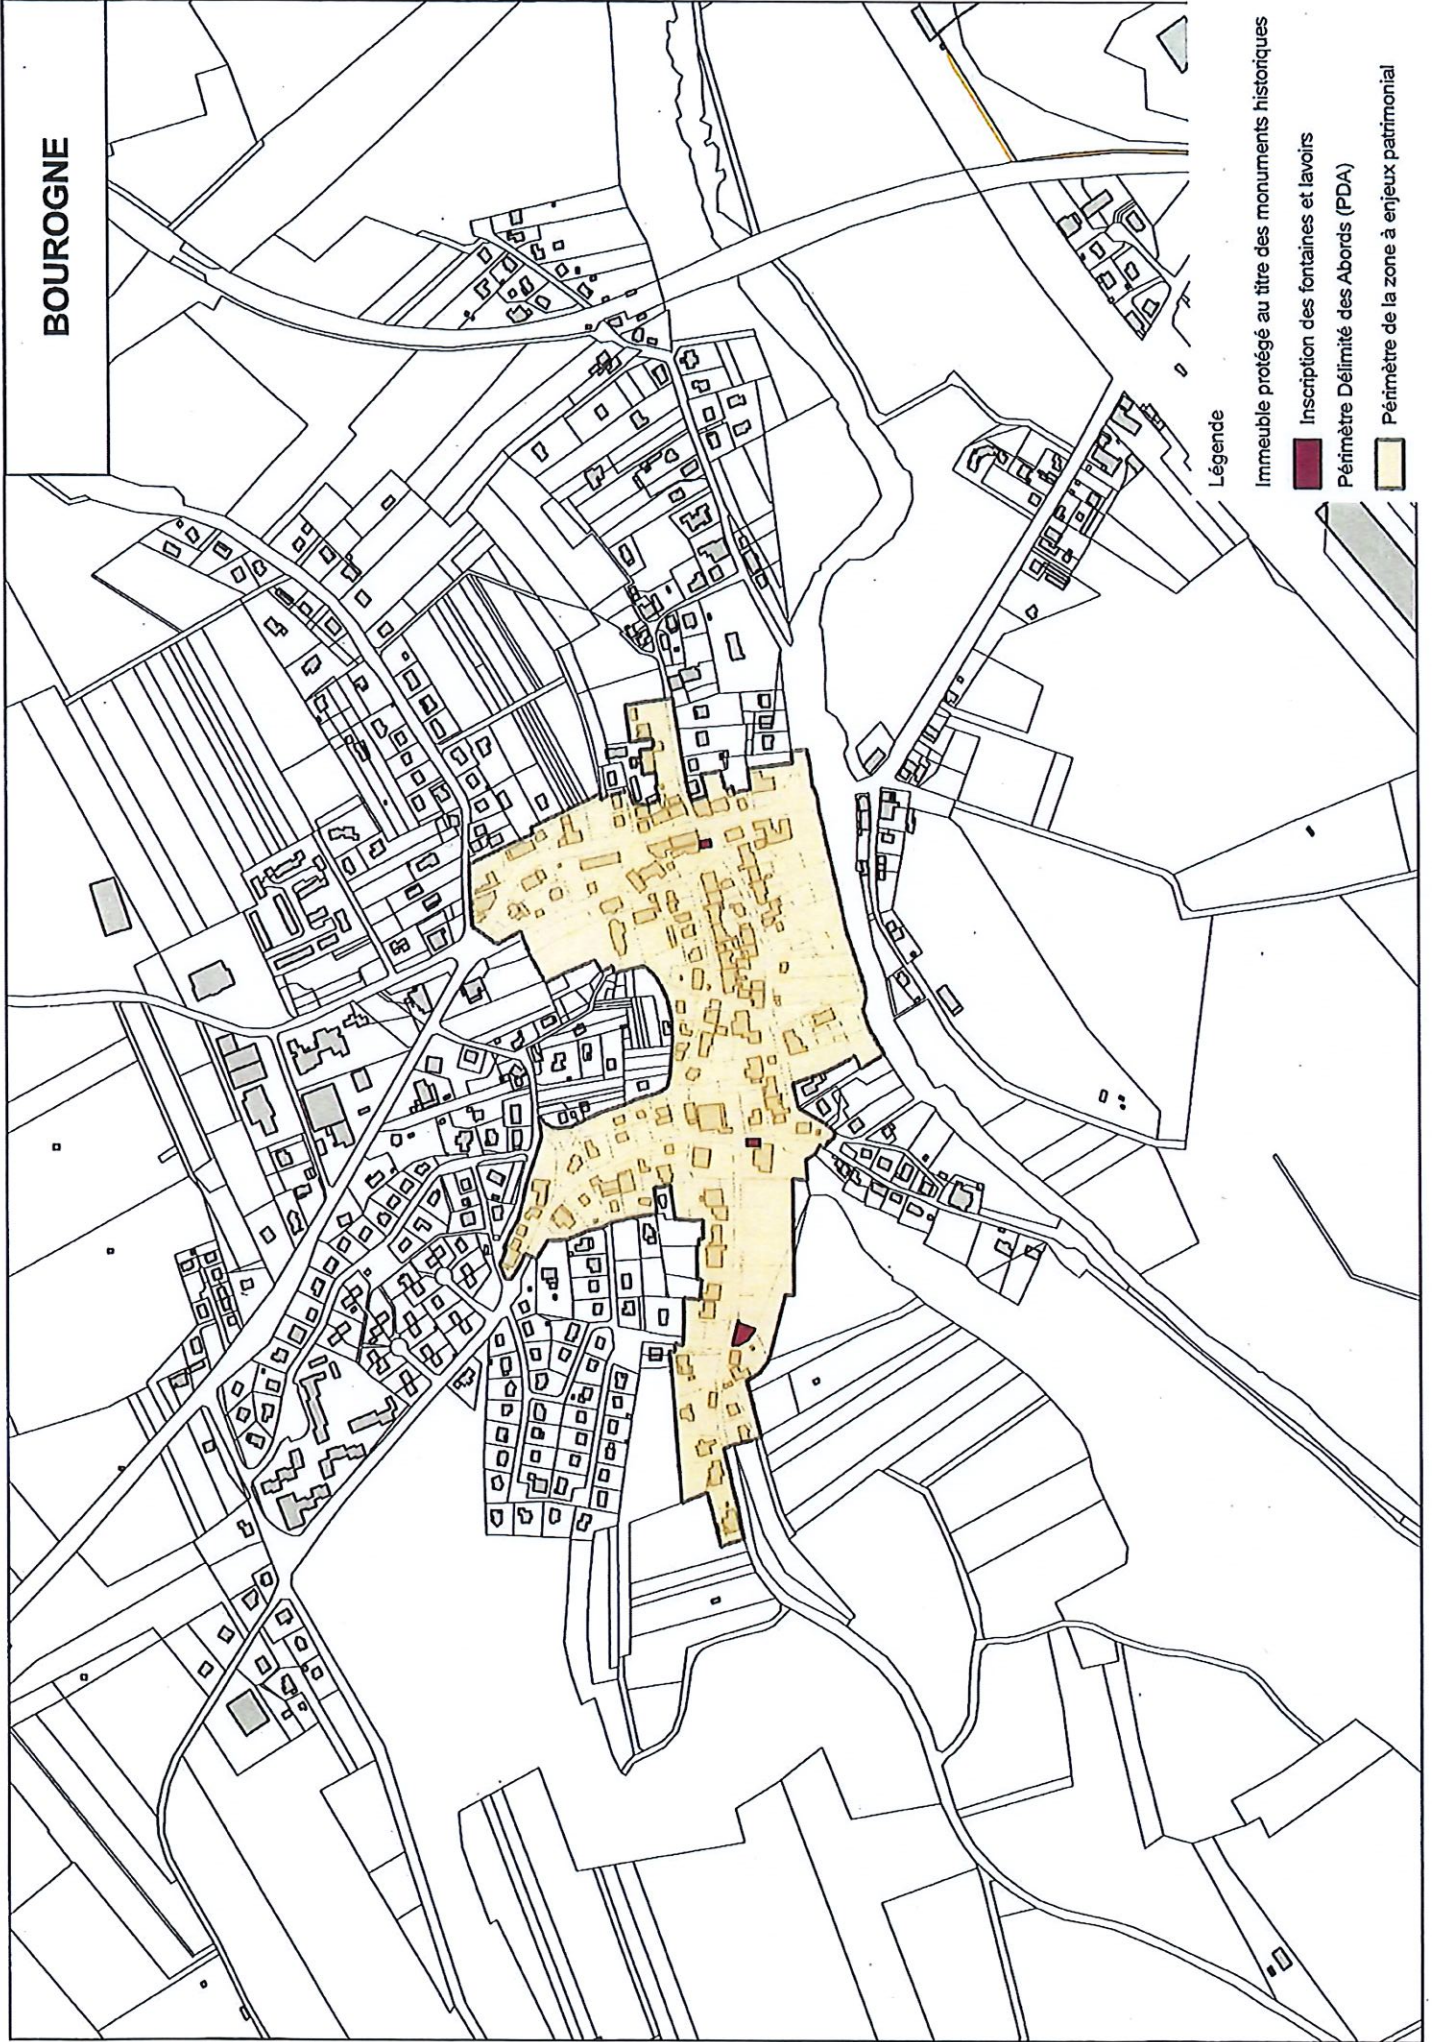 BOUROGNE
Légende
Immeuble protégé au titre des monuments historiques
Inscription des fontaines et lavoirs
Périmètre Délimité des Abords (PDA)
Périmètre de la zone à enjeux patrimonial